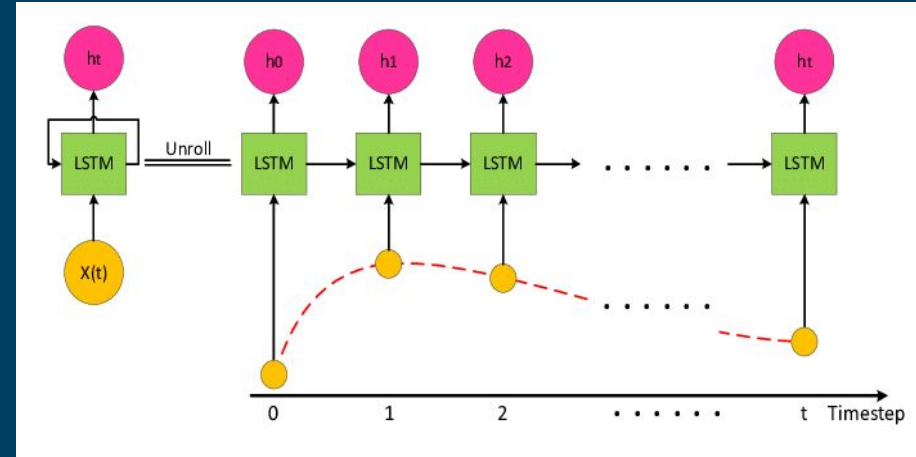 ht h0 h1 h2 ht
Unroll
LSTM LSTM LSTM LSTM . . . . . . LSTM
X(t)
. . . . . .
0 1 2 . . . . . . t Timestep